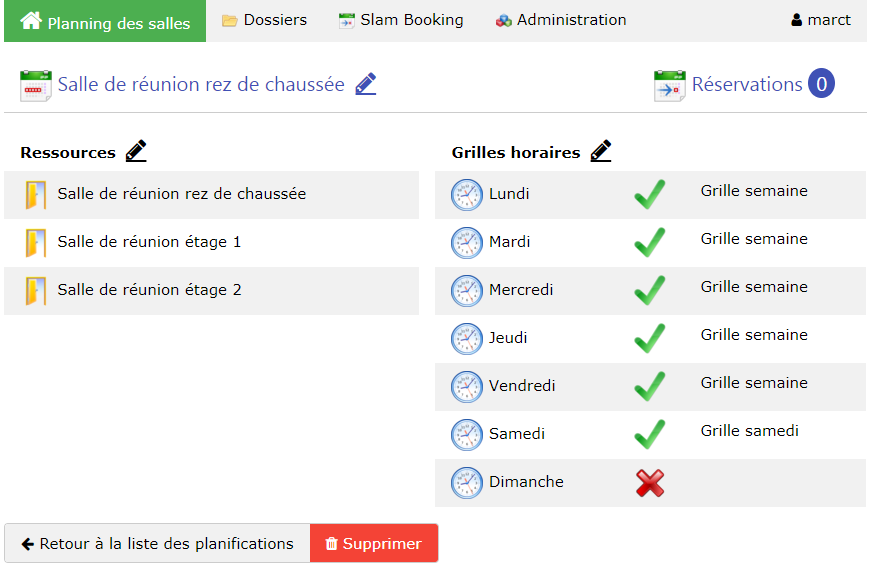 Planning des salles Dossiers Slam Booking Administration marct
Salle de réunion rez de chaussée Réservations 0
Ressources
Salle de réunion rez de chaussée
Salle de réunion étage 1
Salle de réunion étage 2
Grilles horaires
Lundi Grille semaine
Mardi Grille semaine
Mercredi Grille semaine
Jeudi Grille semaine
Vendredi Grille semaine
Samedi Grille samedi
Dimanche
Retour à la liste des planifications Supprimer